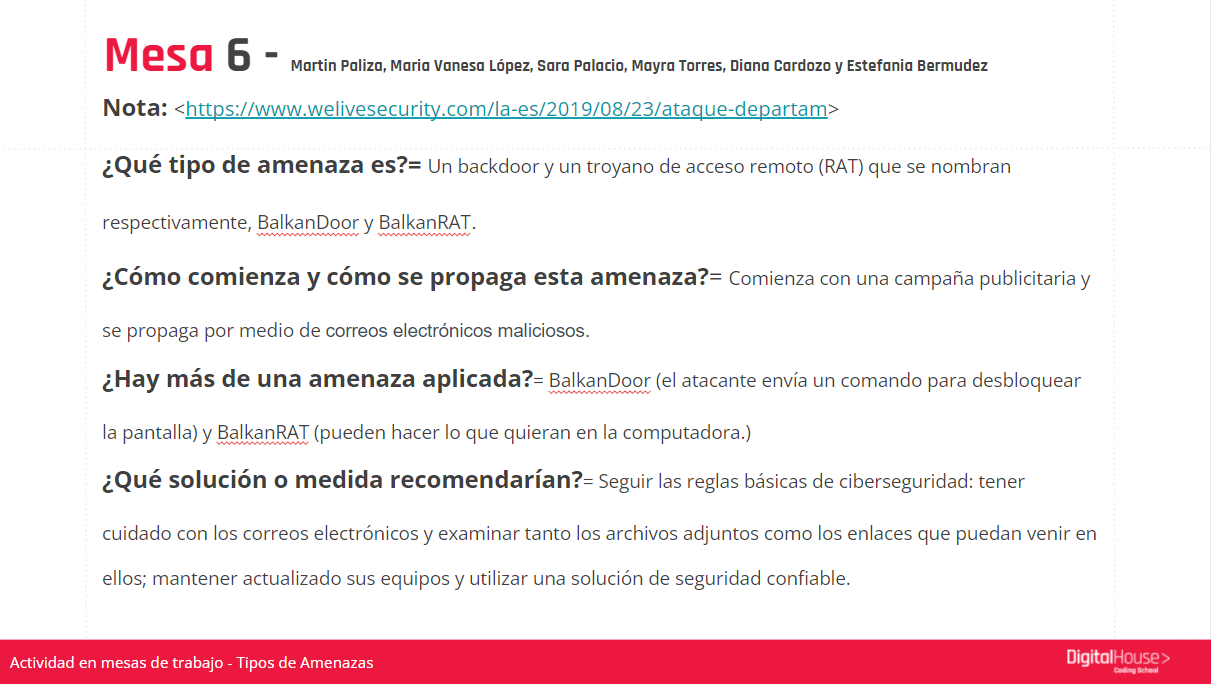 Mesa 6 - Martin Paliza, Maria Vanesa López, Sara Palacio, Mayra Torres, Diana Cardozo y Estefania Bermudez
Nota: <https://www.welivesecurity.com/la-es/2019/08/23/ataque-departam>
¿Qué tipo de amenaza es?= Un backdoor y un troyano de acceso remoto (RAT) que se nombran
respectivamente, BalkanDoor y BalkanRAT.
¿Cómo comienza y cómo se propaga esta amenaza?= Comienza con una campaña publicitaria y
se propaga por medio de correos electrónicos maliciosos.
¿Hay más de una amenaza aplicada?= BalkanDoor (el atacante envía un comando para desbloquear
la pantalla) y BalkanRAT (pueden hacer lo que quieran en la computadora.)
¿Qué solución o medida recomendarían?= Seguir las reglas básicas de ciberseguridad: tener
cuidado con los correos electrónicos y examinar tanto los archivos adjuntos como los enlaces que puedan venir en
ellos; mantener actualizado sus equipos y utilizar una solución de seguridad confiable.
Actividad en mesas de trabajo - Tipos de Amenazas
DigitalHouse>
Coding School